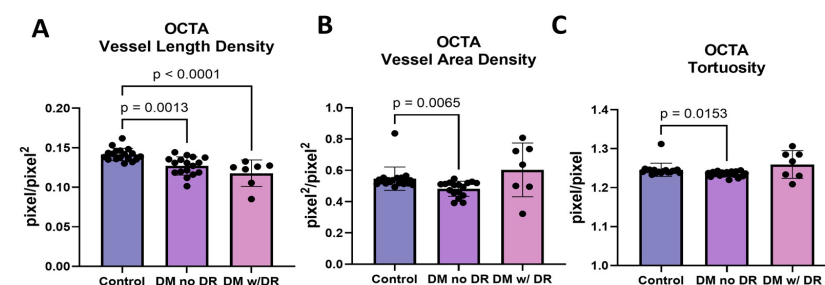 A
OCTA
Vessel Length Density
p < 0.0001
p = 0.0013
0.20
0.15
0.10
0.05
0.00
pixel/pixel2
Control DM no DR DM w/DR
B
OCTA
Vessel Area Density
p = 0.0065
1.0
0.8
0.6
0.4
0.2
0.0
pixel2/pixel2
Control DM no DR DM w/ DR
C
OCTA
Tortuosity
p = 0.0153
1.4
1.3
1.2
1.1
1.0
pixel/pixel
Control DM no DR DM w/ DR